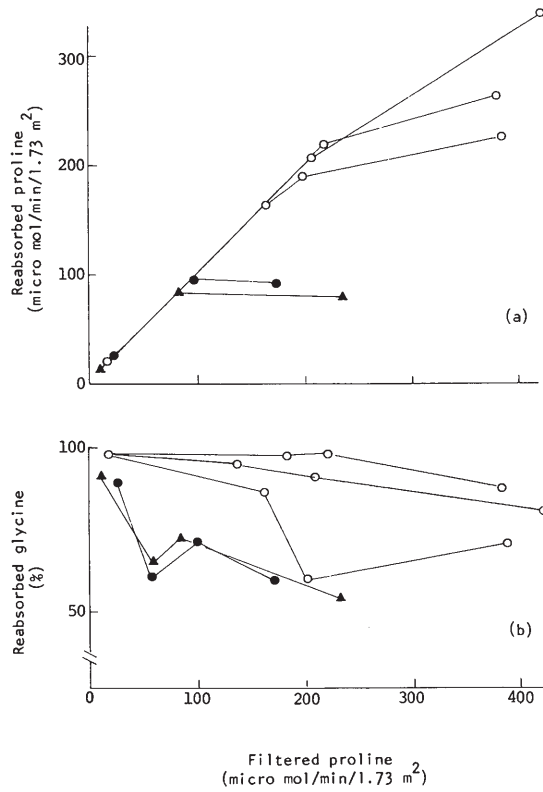 Reabsorbed proline
(micro mol/min/1.73 m²)
300
200
100
0
(a)
Reabsorbed glycine
(%)
100
50
(b)
0
100
200
300
400
Filtered proline
(micro mol/min/1.73 m²)